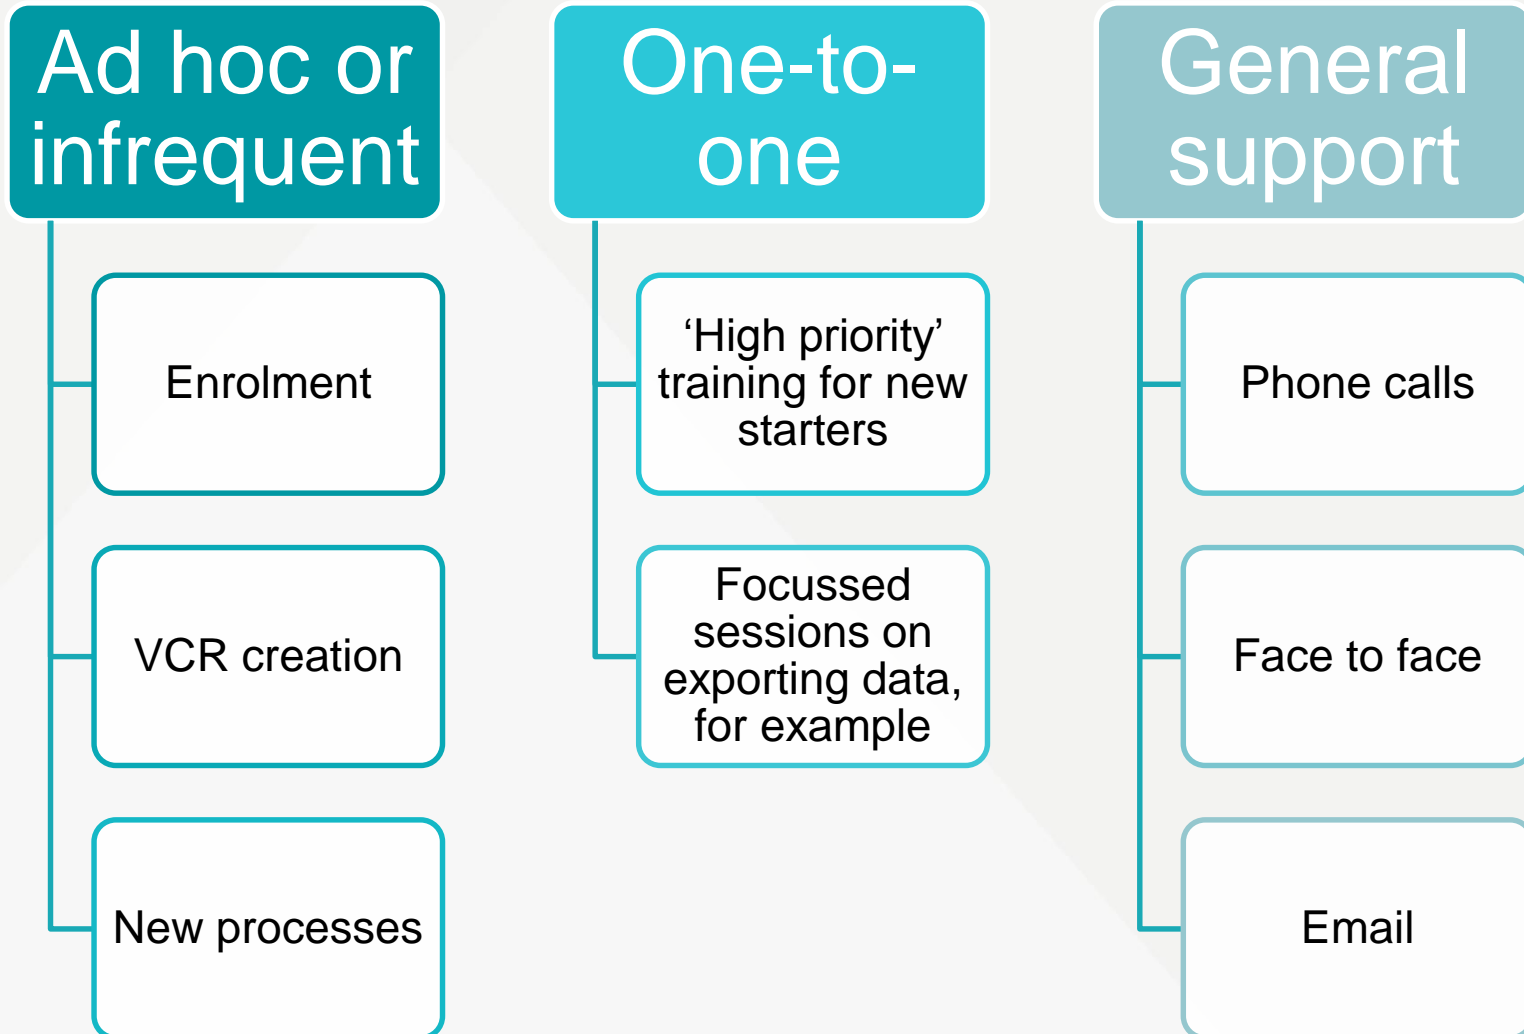 Ad hoc or
infrequent
Enrolment
VCR creation
New processes
One-to-
one
‘High priority’
training for new
starters
Focussed
sessions on
exporting data,
for example
General
support
Phone calls
Face to face
Email